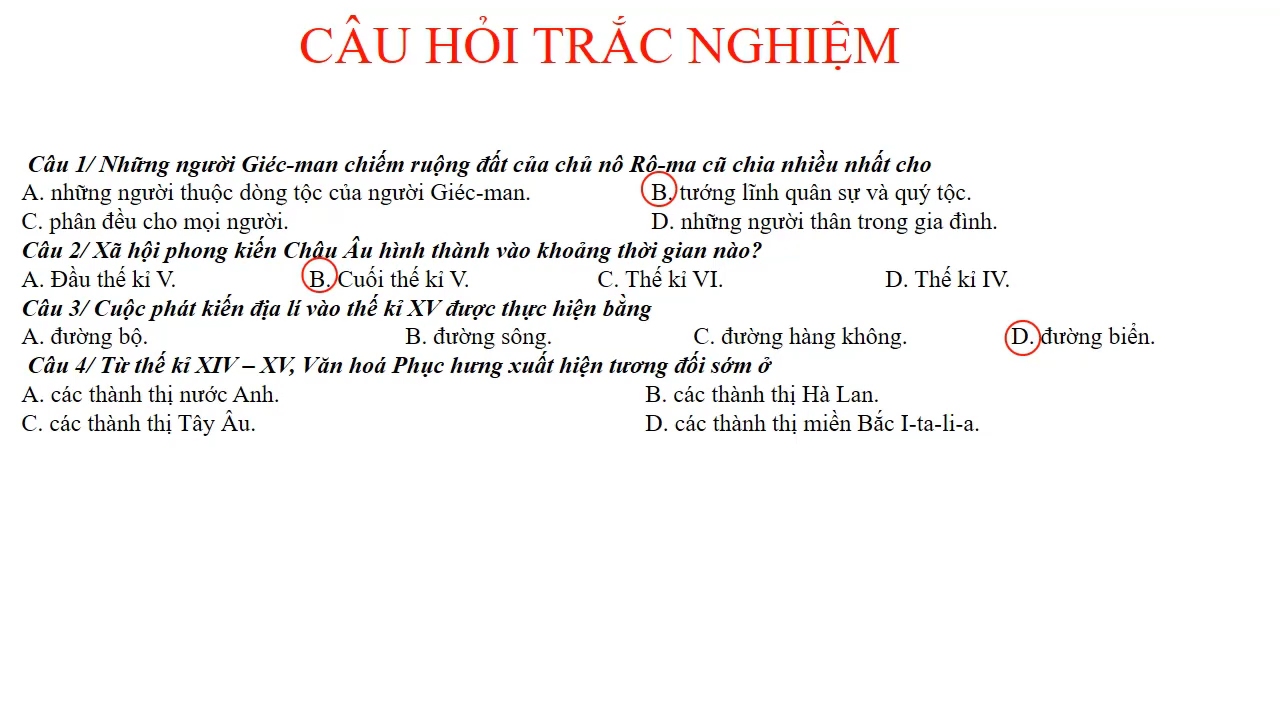 CÂU HỎI TRẮC NGHIỆM
Câu 1/ Những người Giéc-man chiếm ruộng đất của chủ nô Rô-ma cũ chia nhiều nhất cho
A. những người thuộc dòng tộc của người Giéc-man. B. tướng lĩnh quân sự và quý tộc.
C. phân đều cho mọi người. D. những người thân trong gia đình.
Câu 2/ Xã hội phong kiến Châu Âu hình thành vào khoảng thời gian nào?
A. Đầu thế kỉ V. B. Cuối thế kỉ V. C. Thế kỉ VI. D. Thế kỉ IV.
Câu 3/ Cuộc phát kiến địa lí vào thế kỉ XV được thực hiện bằng
A. đường bộ. B. đường sông. C. đường hàng không. D. đường biển.
Câu 4/ Từ thế kỉ XIV – XV, Văn hoá Phục hưng xuất hiện tương đối sớm ở
A. các thành thị nước Anh. B. các thành thị Hà Lan.
C. các thành thị Tây Âu. D. các thành thị miền Bắc I-ta-li-a.